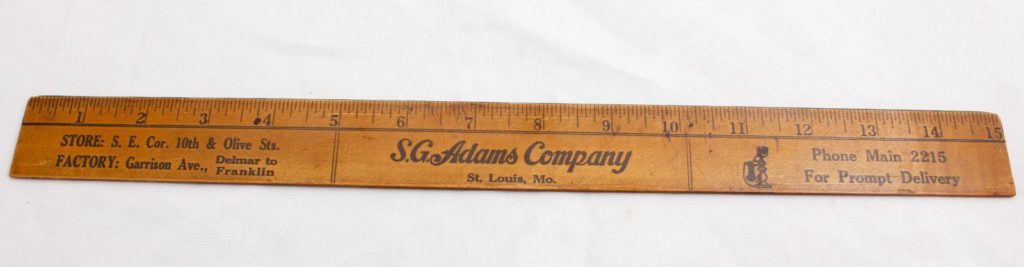 1 2 3 4 5 6 7 8 9 10 11 12 13 14 15
STORE: S. E. Cor. 10th & Olive Sts.
FACTORY: Garrison Ave., Delmar to Franklin
S.G. Adams Company
St. Louis, Mo.
Phone Main 2215
For Prompt Delivery